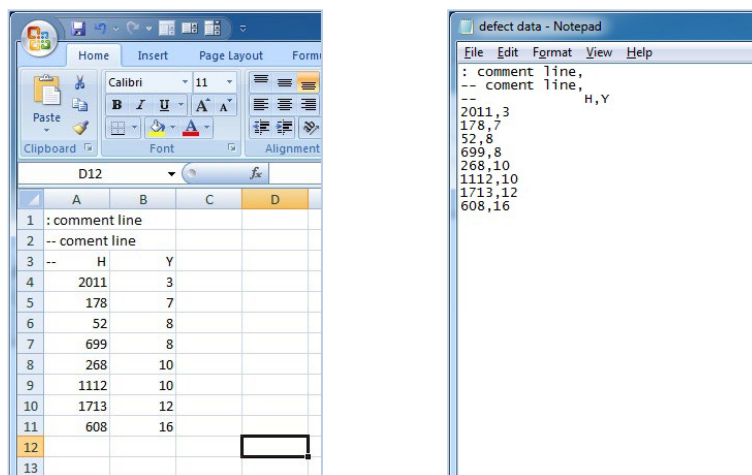 Home Insert Page Layout Form
Paste
Calibri 11
B I U A A
A
Clipboard Font Alignment
D12 fx
A B C D
1 : comment line
2 -- coment line
3 -- H Y
4 2011 3
5 178 7
6 52 8
7 699 8
8 268 10
9 1112 10
10 1713 12
11 608 16
12
13
defect data - Notepad
File Edit Format View Help
: comment line,
-- coment line,
-- H,Y
2011,3
178,7
52,8
699,8
268,10
1112,10
1713,12
608,16